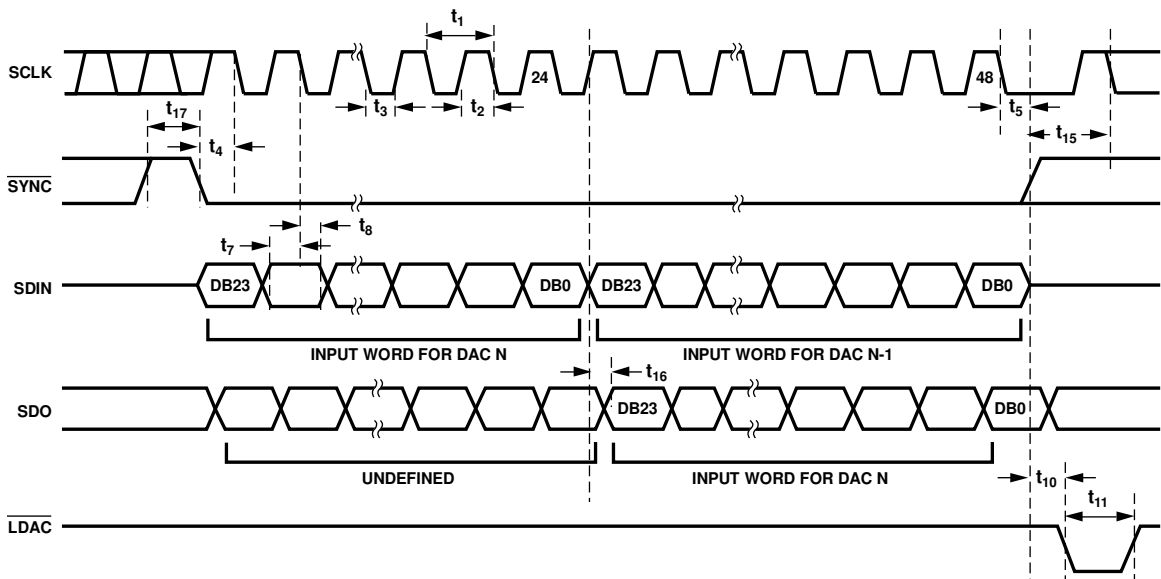 t1
SCLK
24
48
t3
t2
t5
t17
t4
t15
SYNC
t7
t8
SDIN
DB23
DB0
DB23
DB0
INPUT WORD FOR DAC N
INPUT WORD FOR DAC N-1
t16
SDO
DB23
DB0
UNDEFINED
INPUT WORD FOR DAC N
t10
t11
LDAC